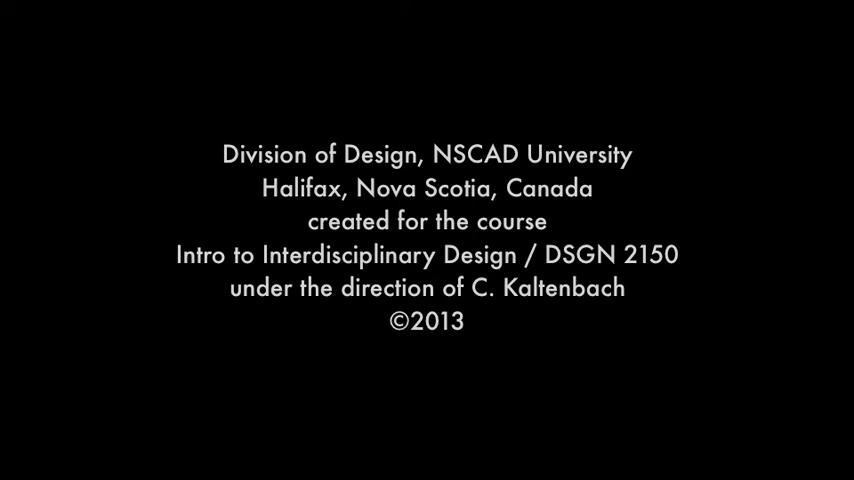 Division of Design, NSCAD University
Halifax, Nova Scotia, Canada
created for the course
Intro to Interdisciplinary Design / DSGN 2150
under the direction of C. Kaltenbach
©2013